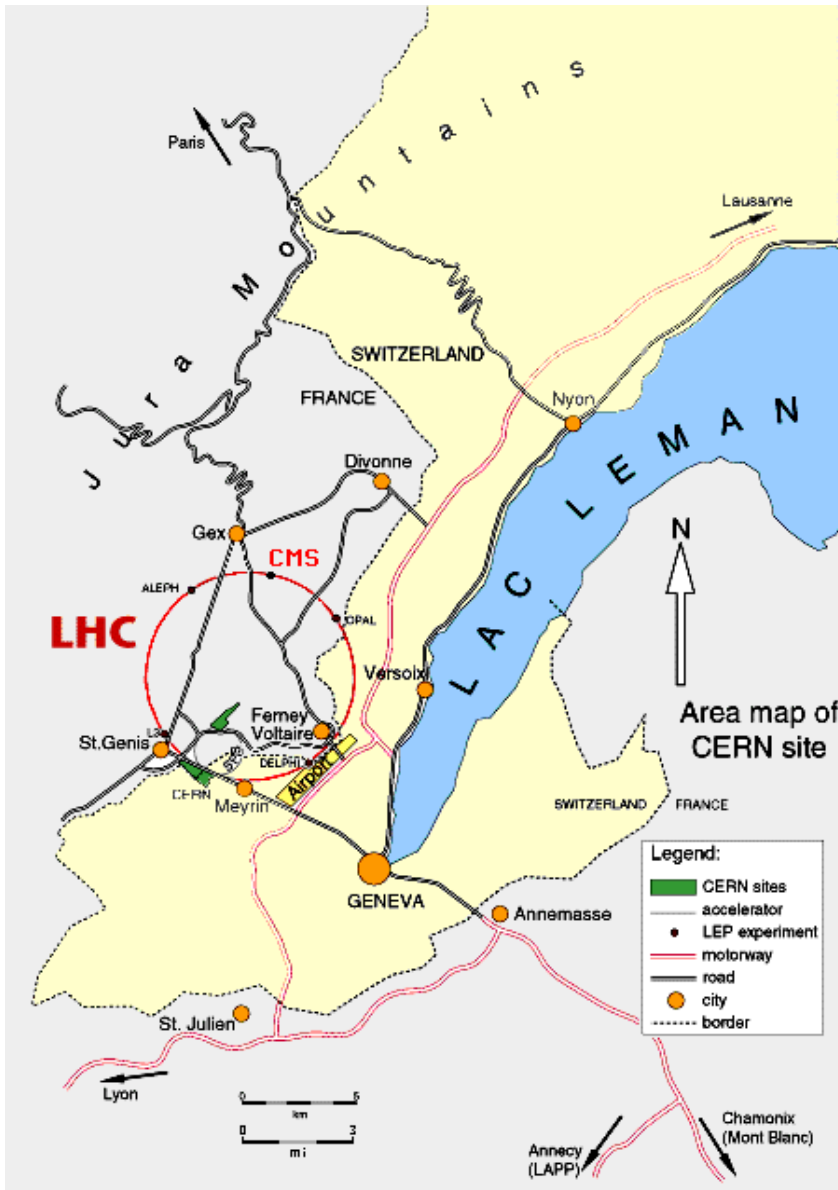 Paris
Jura Mountains
Lausanne
SWITZERLAND
FRANCE
Nyon
LAC LEMAN
Divonne
Gex
N
CMS
ALEPH
OPAL
LHC
Versoix
Area map of
CERN site
Ferney
Voltaire
L3
St.Genis
SPS
DELPHI
Airport
CERN
Meyrin
SWITZERLAND
FRANCE
GENEVA
Annemasse
Legend:
CERN sites
accelerator
LEP experiment
motorway
road
city
border
St. Julien
Lyon
0 5
km
0 3
mi
Annecy
(LAPP)
Chamonix
(Mont Blanc)